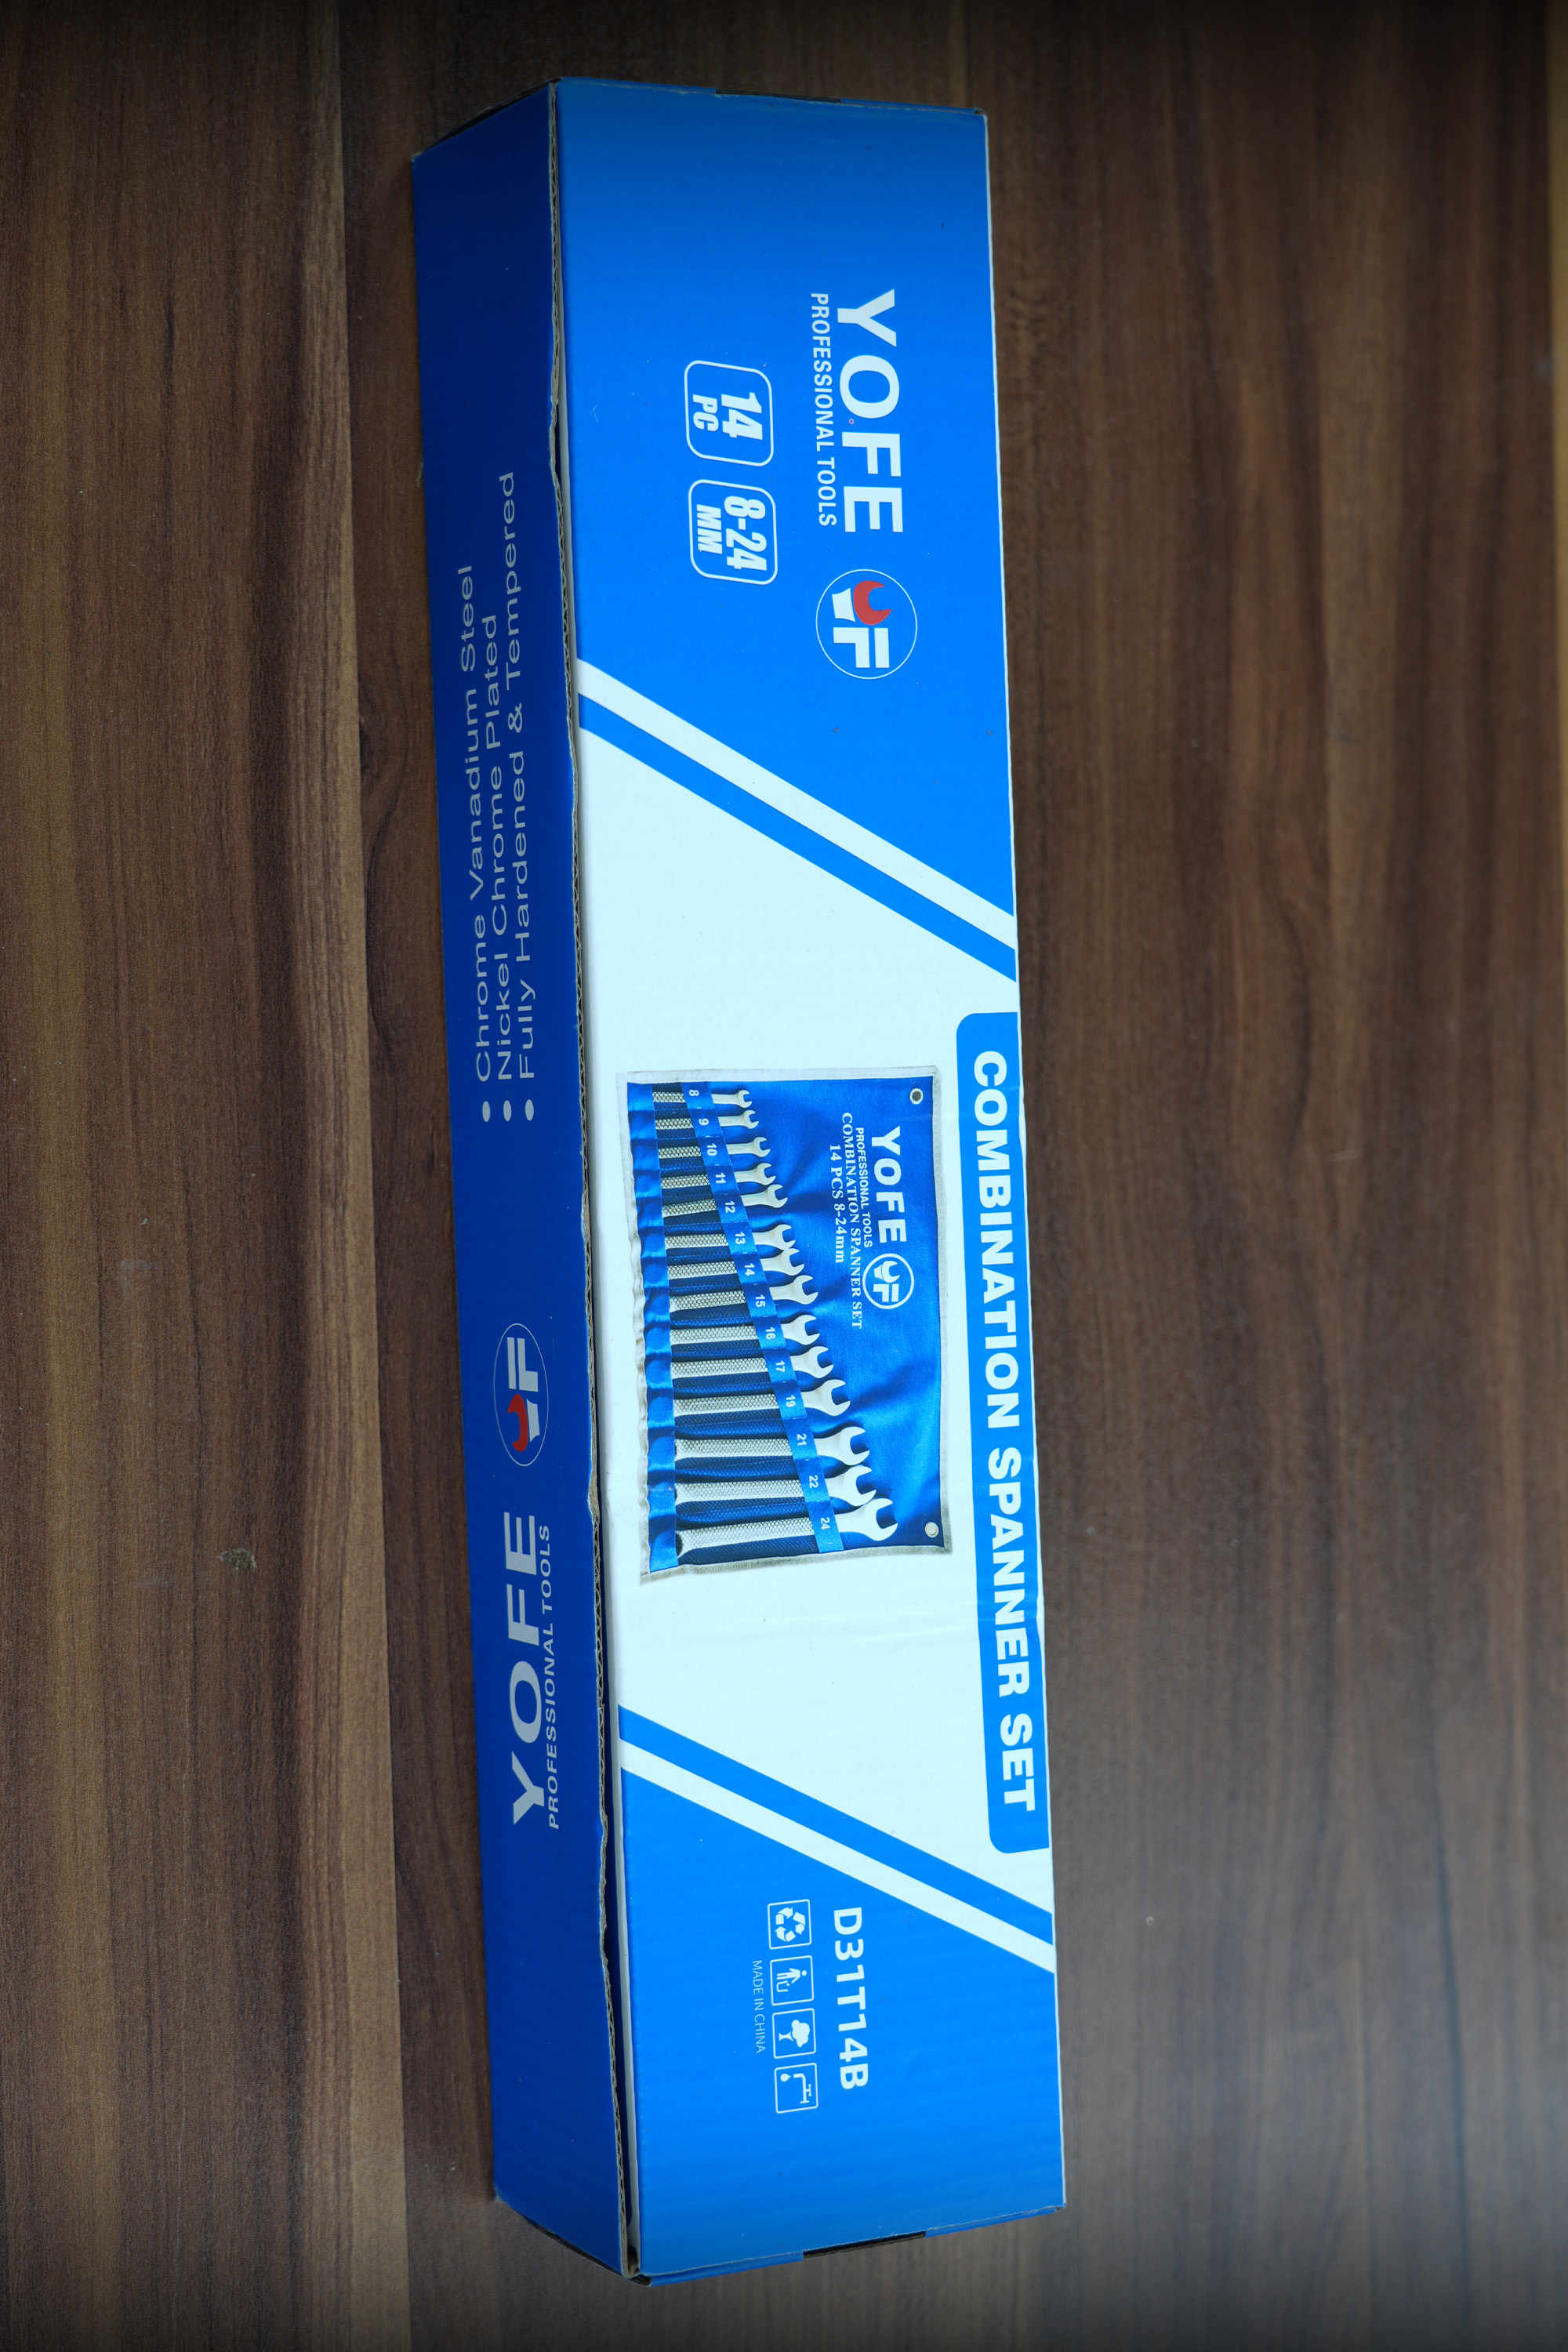 YOFE
PROFESSIONAL TOOLS
14
PC
8-24
MM
COMBINATION SPANNER SET
YOFE
PROFESSIONAL TOOLS
COMBINATION SPANNER SET
14 PCS 8-24mm
8 9 10 11 12 13 14 15 16 17 19 21 22 24
D31T14B
MADE IN CHINA
• Chrome Vanadium Steel
• Nickel Chrome Plated
• Fully Hardened & Tempered
YOFE
PROFESSIONAL TOOLS